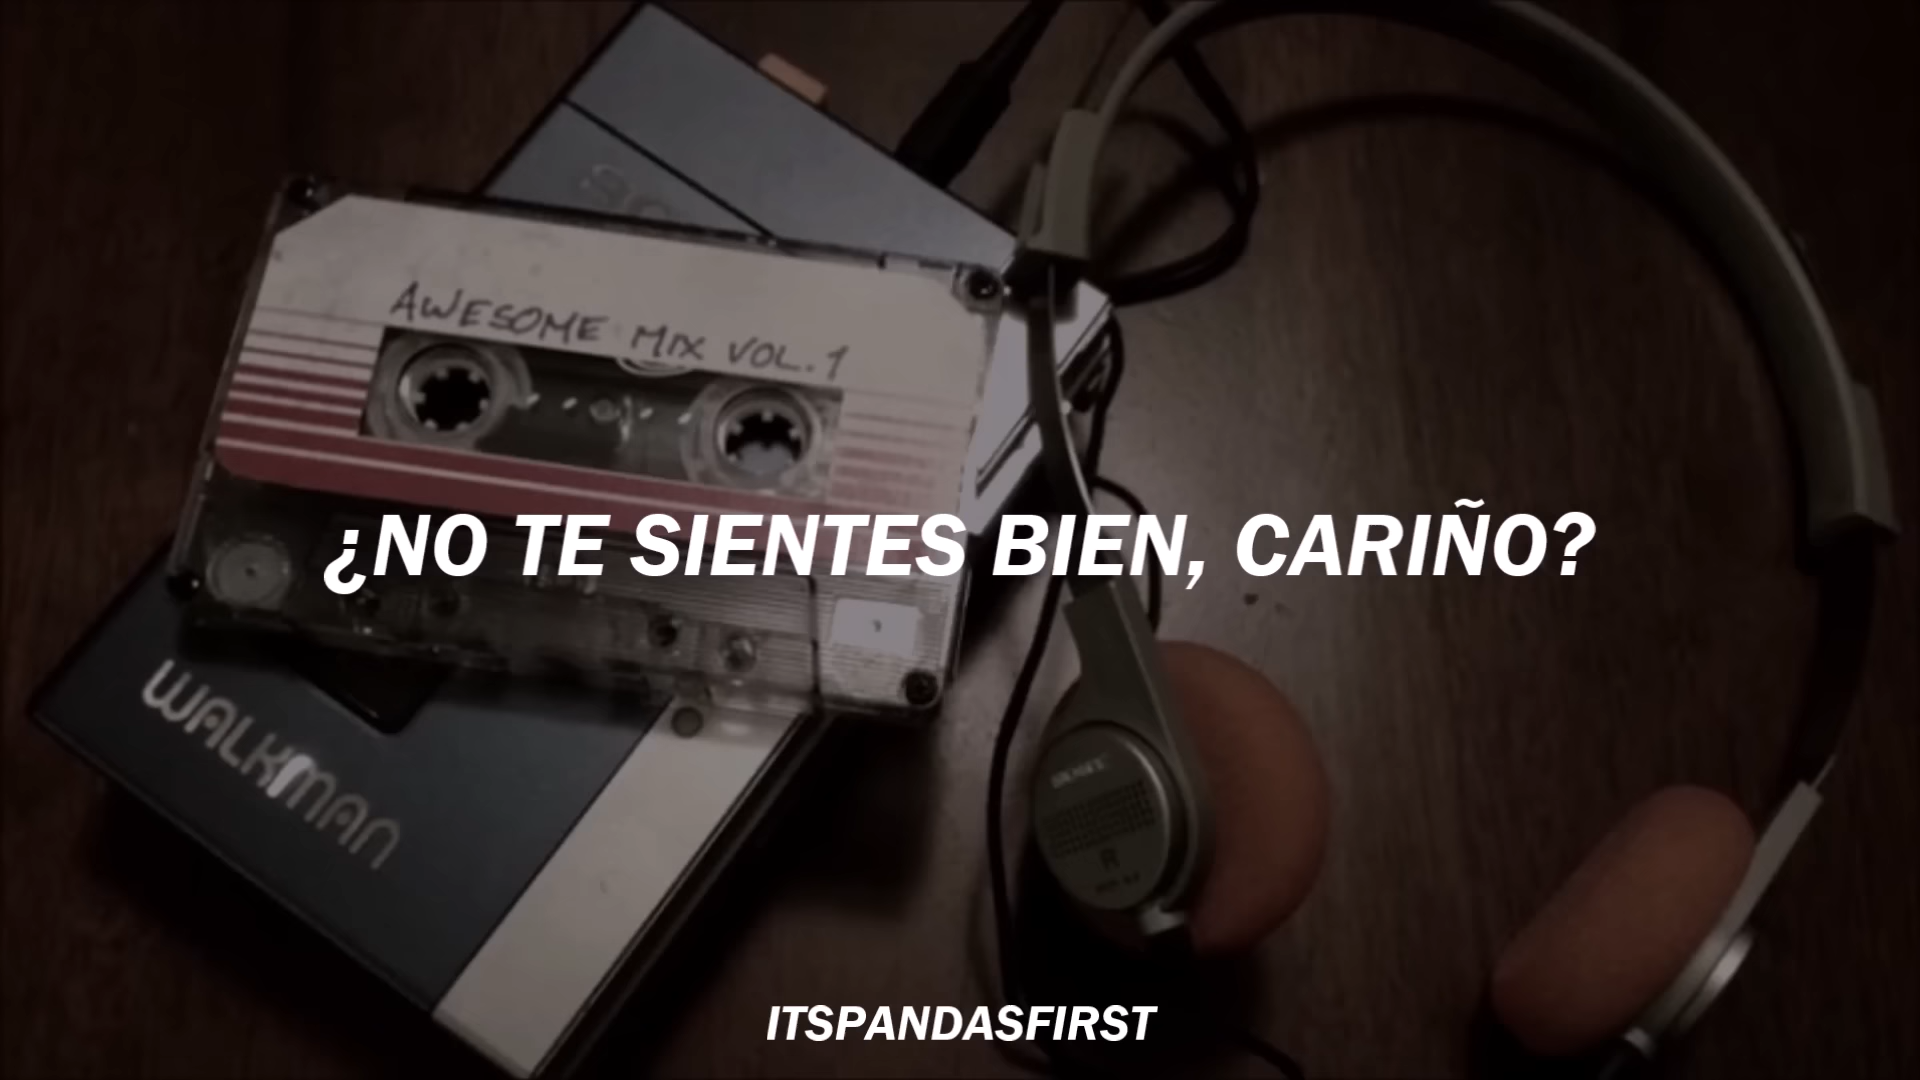 AWESOME MIX VOL.1
¿NO TE SIENTES BIEN, CARIÑO?
WALKMAN
R
ITSPANDASFIRST